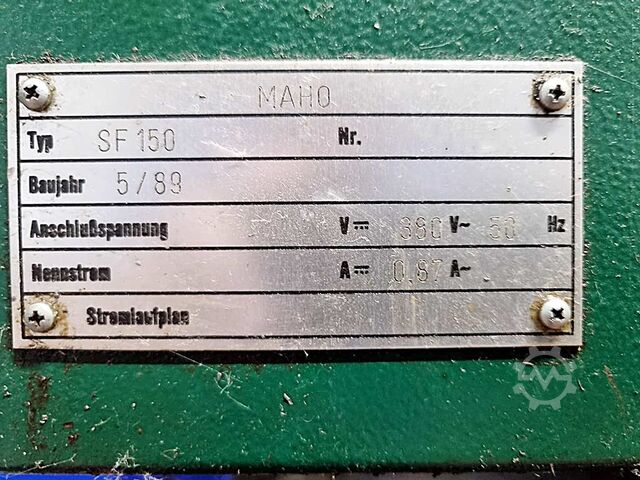 MAHO
Typ SF 150 Nr.
Baujahr 5/89
Anschlußspannung V⎓ 380 V~ 50 Hz
Nennstrom A⎓ 0,87 A~
Stromlaufplan